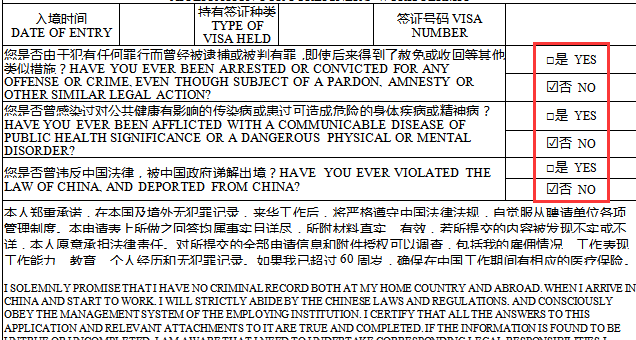 入境时间
DATE OF ENTRY
持有签证种类
TYPE OF
VISA HELD
签证号码 VISA
NUMBER
您是否由于犯有任何罪行而曾经被逮捕或被判有罪，即使后来得到了赦免或收回等其他
类似措施？HAVE YOU EVER BEEN ARRESTED OR CONVICTED FOR ANY
OFFENSE OR CRIME, EVEN THOUGH SUBJECT OF A PARDON, AMNESTY OR
OTHER SIMILAR LEGAL ACTION?
□是 YES
☑否 NO
您是否曾感染过对公共健康有影响的传染病或患过可造成危险的身体疾病或精神病？
HAVE YOU EVER BEEN AFFLICTED WITH A COMMUNICABLE DISEASE OF
PUBLIC HEALTH SIGNIFICANCE OR A DANGEROUS PHYSICAL OR MENTAL
DISORDER?
□是 YES
☑否 NO
您是否曾违反中国法律，被中国政府递解出境？HAVE YOU EVER VIOLATED THE
LAW OF CHINA, AND DEPORTED FROM CHINA?
□是 YES
☑否 NO
本人郑重承诺，在本国及境外无犯罪记录，来华工作后，将严格遵守中国法律法规，自觉服从聘请单位各项
管理制度。本申请表上所做之回答均属事实且详尽，所附材料真实、有效，若所提交的内容被发现不实或不
详，本人愿意承担法律责任。对所提交的全部申请信息和附件授权可以调查，包括我的雇佣情况、工作表现
工作能力、教育、个人经历和无犯罪记录。如果我已超过 60 周岁，确保在中国工作期间有相应的医疗保险。
I SOLEMNLY PROMISE THAT I HAVE NO CRIMINAL RECORD BOTH AT MY HOME COUNTRY AND ABROAD. WHEN I ARRIVE IN
CHINA AND START TO WORK. I WILL STRICTLY ABIDE BY THE CHINESE LAWS AND REGULATIONS. AND CONSCIOUSLY
OBEY THE MANAGEMENT SYSTEM OF THE EMPLOYING INSTITUTION. I CERTIFY THAT ALL THE ANSWERS TO THIS
APPLICATION AND RELEVANT ATTACHMENTS TO IT ARE TRUE AND COMPLETED. IF THE INFORMATION IS FOUND TO BE